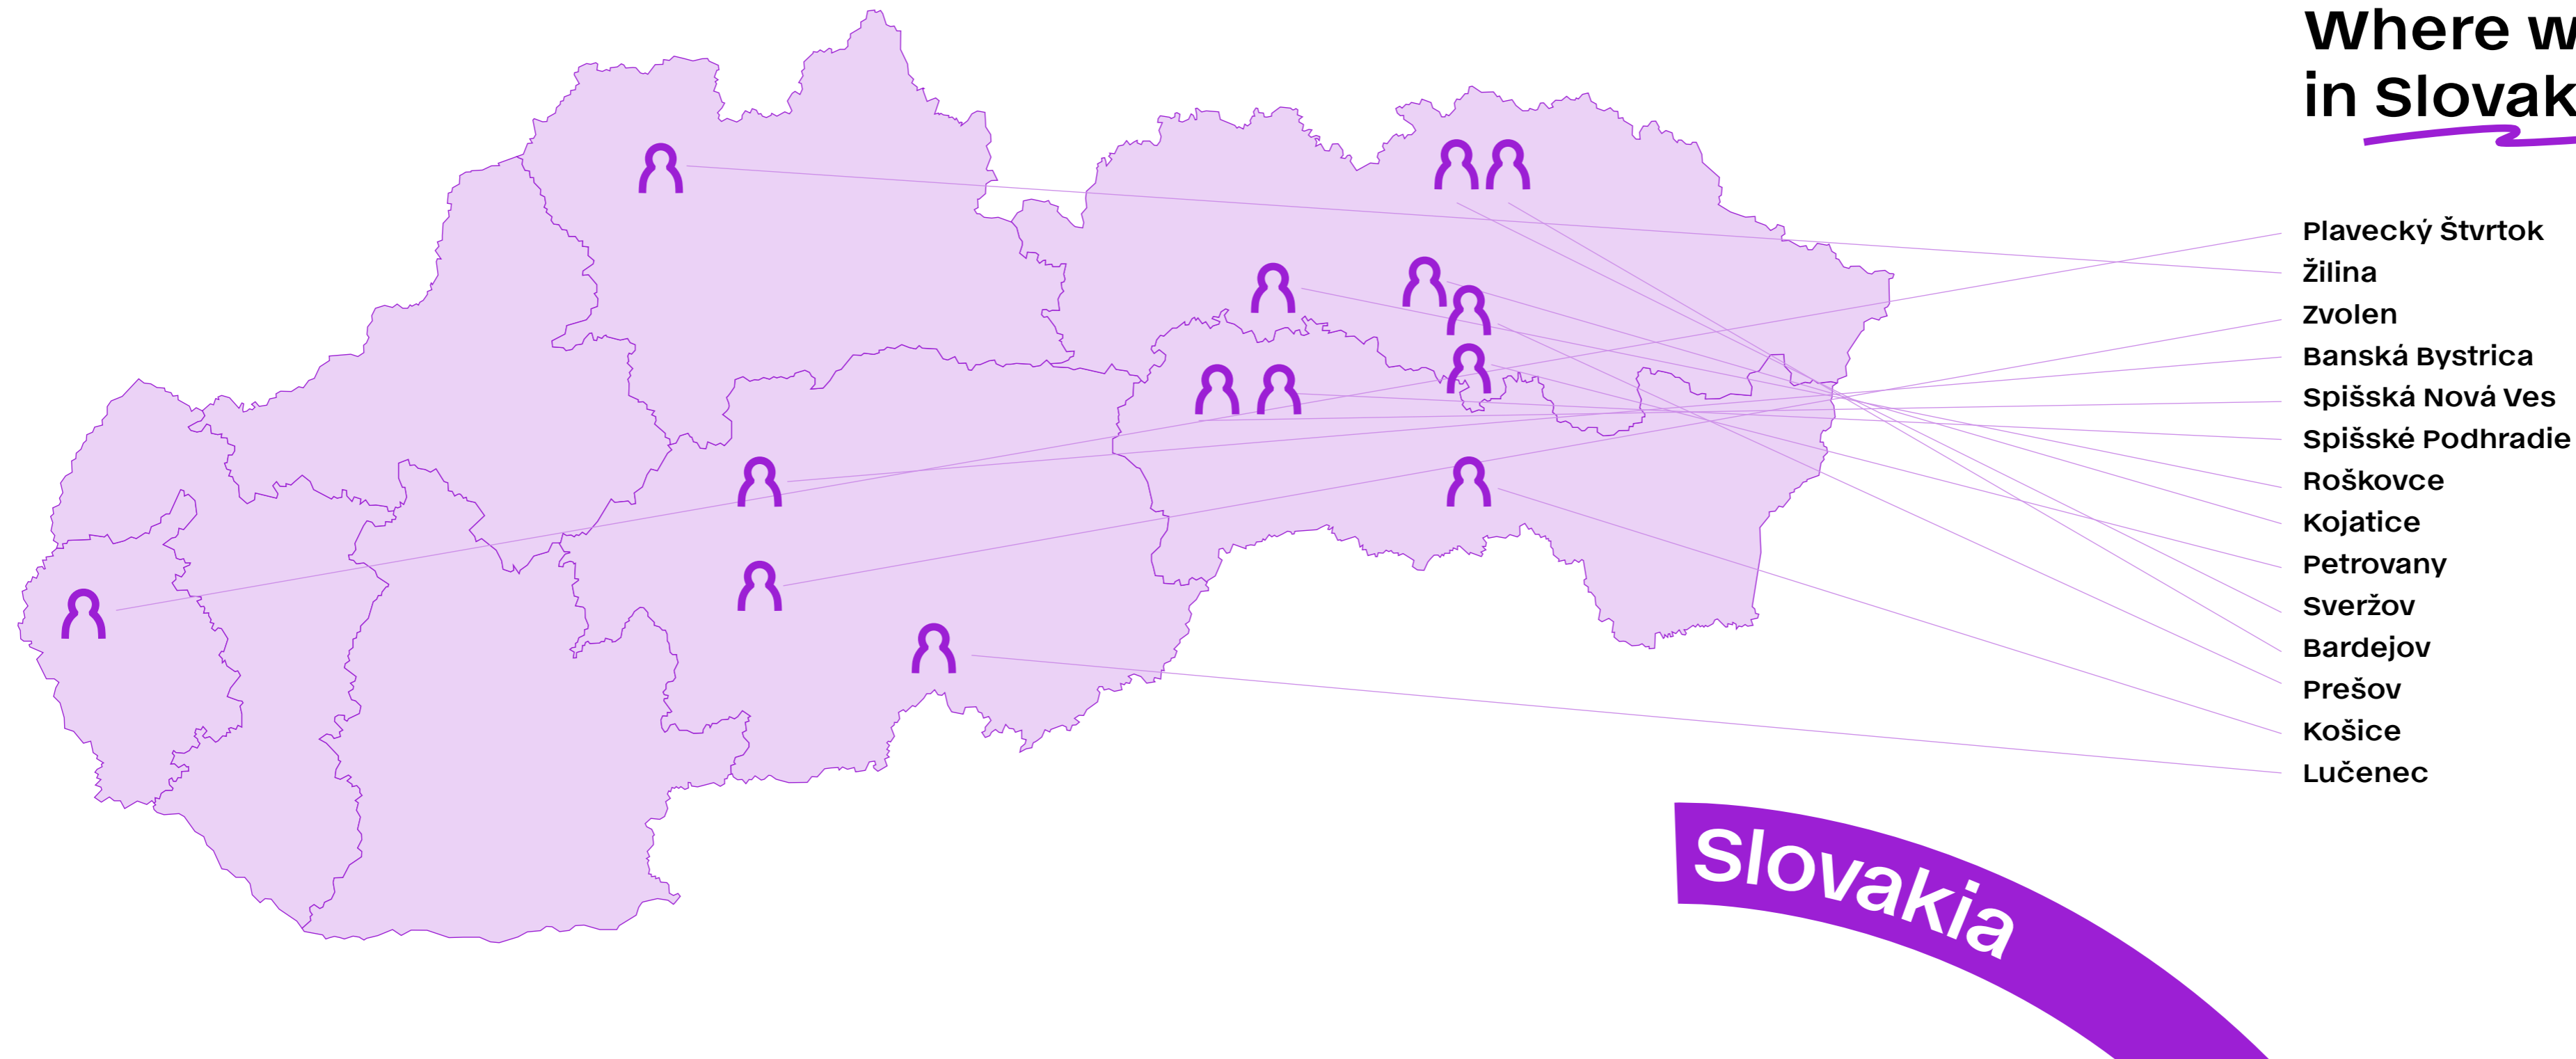 Where w
in Slovak
Plavecký Štvrtok
Žilina
Zvolen
Banská Bystrica
Spišská Nová Ves
Spišské Podhradie
Roškovce
Kojatice
Petrovany
Sveržov
Bardejov
Prešov
Košice
Lučenec
Slovakia